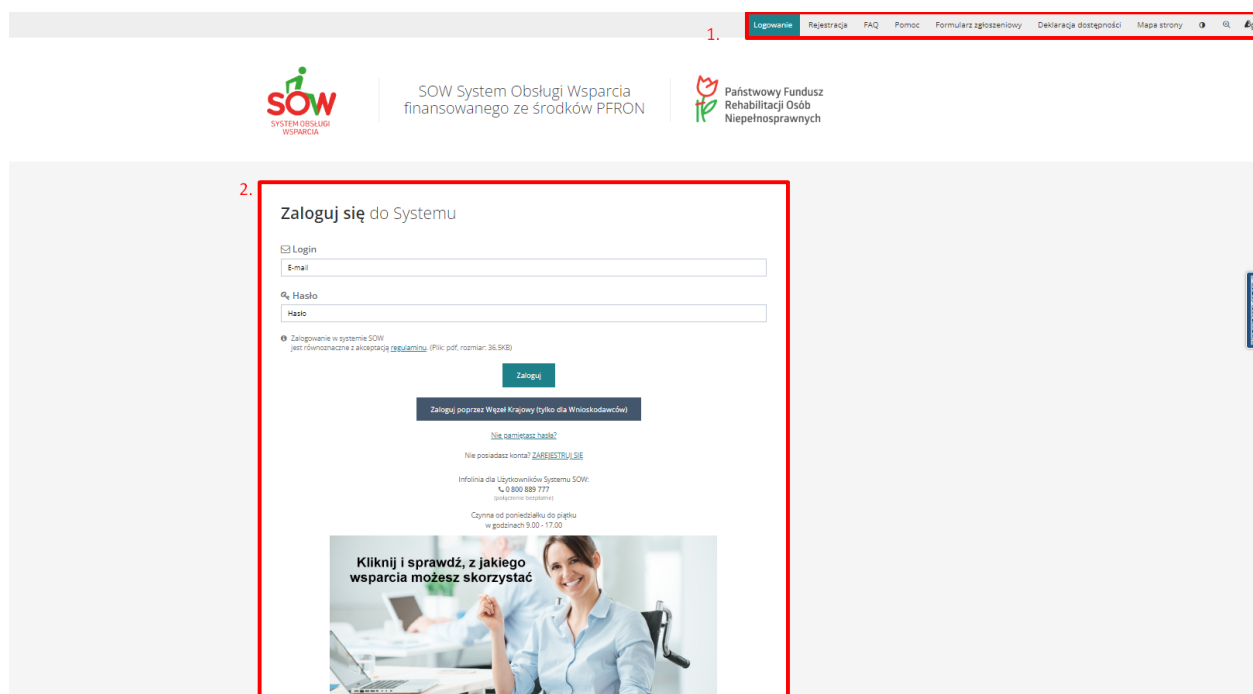 Logowanie Rejestracja FAQ Pomoc Formularz zgłoszeniowy Deklaracja dostępności Mapa strony
1.
SOW
SYSTEM OBSŁUGI
WSPARCIA
SOW System Obsługi Wsparcia
finansowanego ze środków PFRON
Państwowy Fundusz
Rehabilitacji Osób
Niepełnosprawnych
2.
Zaloguj się do Systemu
Login
E-mail
Hasło
Hasło
Zalogowanie w systemie SOW
jest równoznaczne z akceptacją regulaminu. (Plik: pdf, rozmiar: 36.5KB)
Zaloguj
Zaloguj poprzez Węzeł Krajowy (tylko dla Wnioskodawców)
Nie pamiętasz hasła?
Nie posiadasz konta? ZAREJESTRUJ SIĘ
Infolinia dla Użytkowników Systemu SOW:
0 800 889 777
(połączenie bezpłatne)
Czynna od poniedziałku do piątku
w godzinach 9.00 - 17.00
Kliknij i sprawdź, z jakiego
wsparcia możesz skorzystać